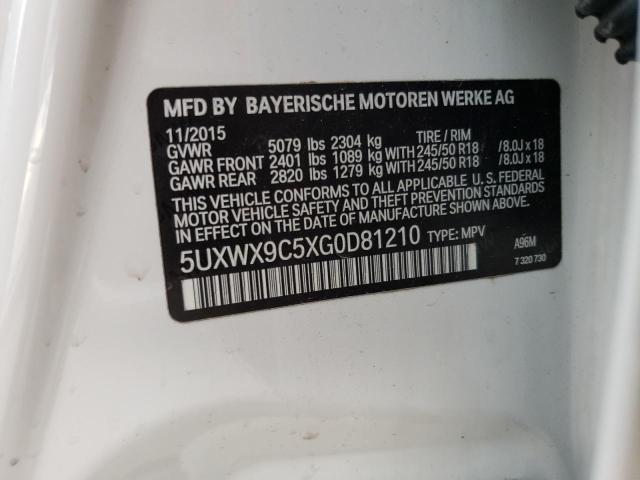 MFD BY BAYERISCHE MOTOREN WERKE AG
11/2015 TIRE / RIM
GVWR 5079 lbs 2304 kg
GAWR FRONT 2401 lbs 1089 kg WITH 245/50 R18 /8.0J x 18
GAWR REAR 2820 lbs 1279 kg WITH 245/50 R18 /8.0J x 18
THIS VEHICLE CONFORMS TO ALL APPLICABLE U. S. FEDERAL
MOTOR VEHICLE SAFETY AND THEFT PREVENTION STANDARDS
IN EFFECT ON THE DATE OF MANUFACTURE SHOWN ABOVE.
5UXWX9C5XG0D81210 TYPE: MPV A96M
7 320 730